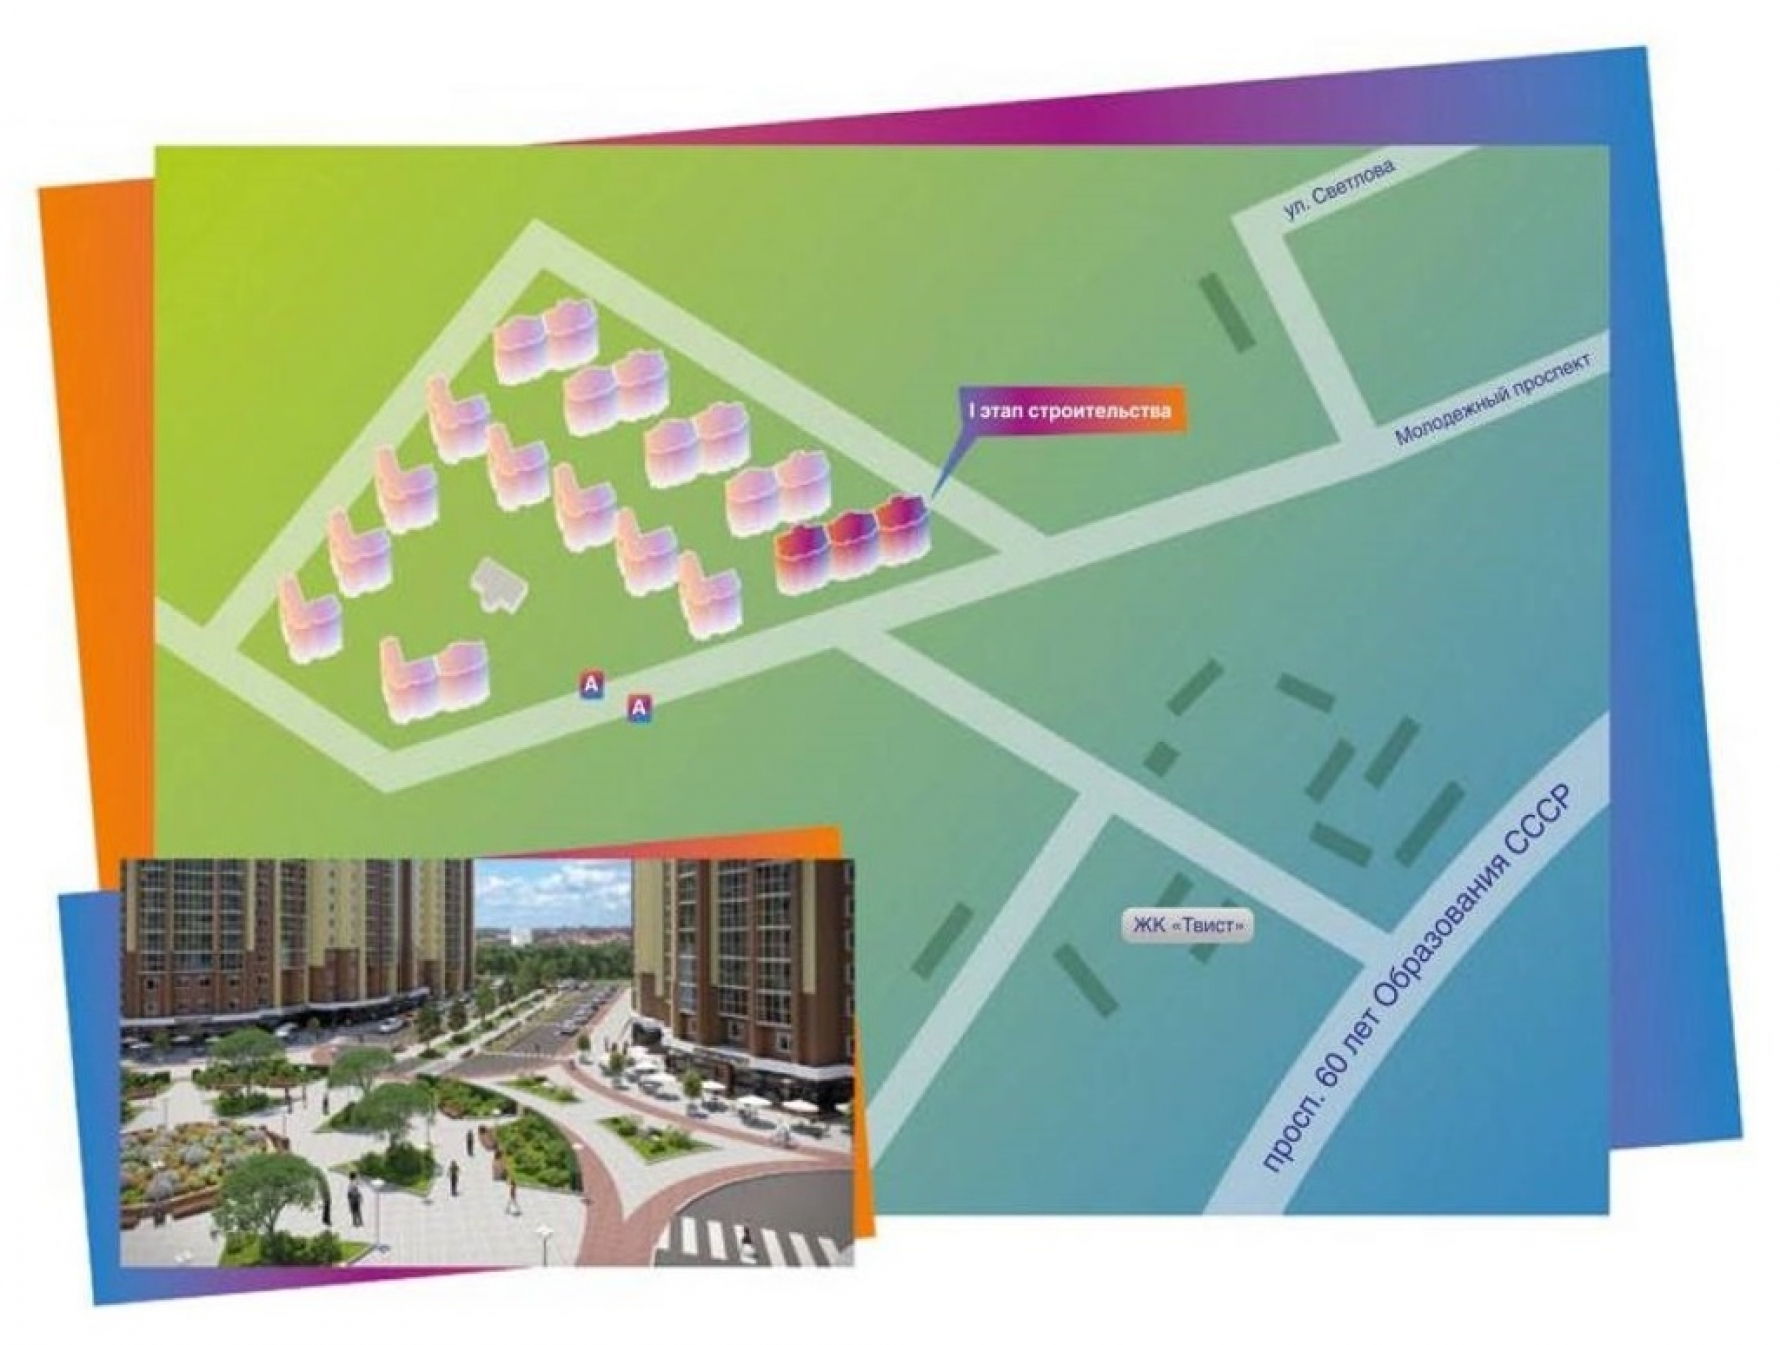 ул. Светлова
Молодежный проспект
I этап строительства
А
А
ЖК «Твист»
просп. 60 лет Образования СССР